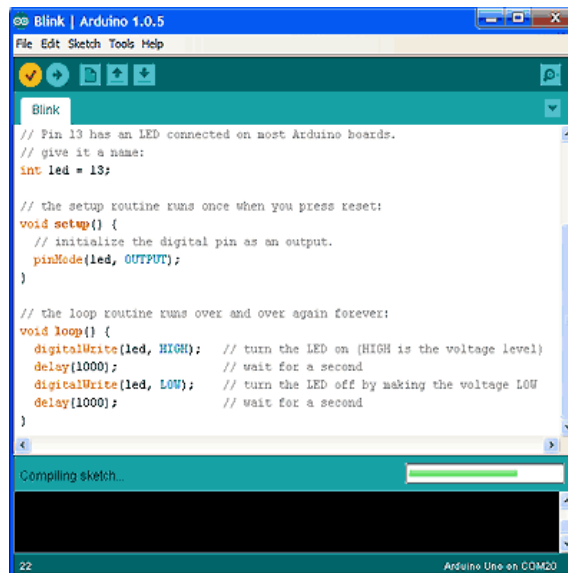 Blink | Arduino 1.0.5
File Edit Sketch Tools Help
Blink
// Pin 13 has an LED connected on most Arduino boards.
// give it a name:
int led = 13;
// the setup routine runs once when you press reset:
void setup() {
// initialize the digital pin as an output.
pinMode(led, OUTPUT);
}
// the loop routine runs over and over again forever:
void loop() {
digitalWrite(led, HIGH); // turn the LED on (HIGH is the voltage level)
delay(1000); // wait for a second
digitalWrite(led, LOW); // turn the LED off by making the voltage LOW
delay(1000); // wait for a second
}
Compiling sketch...
22 Arduino Uno on COM20